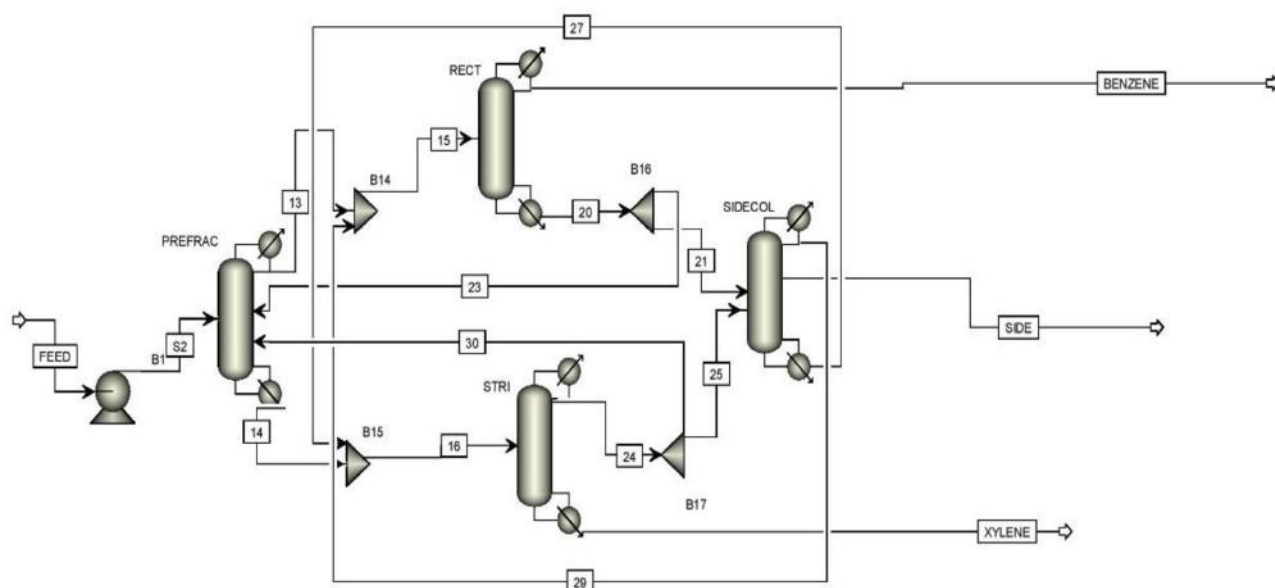 27
RECT
BENZENE
15
B14
B16
13
20
SIDECOL
PREFRAC
21
23
SIDE
S2
30
FEED
B1
25
STRI
14
B15
16
24
B17
XYLENE
29